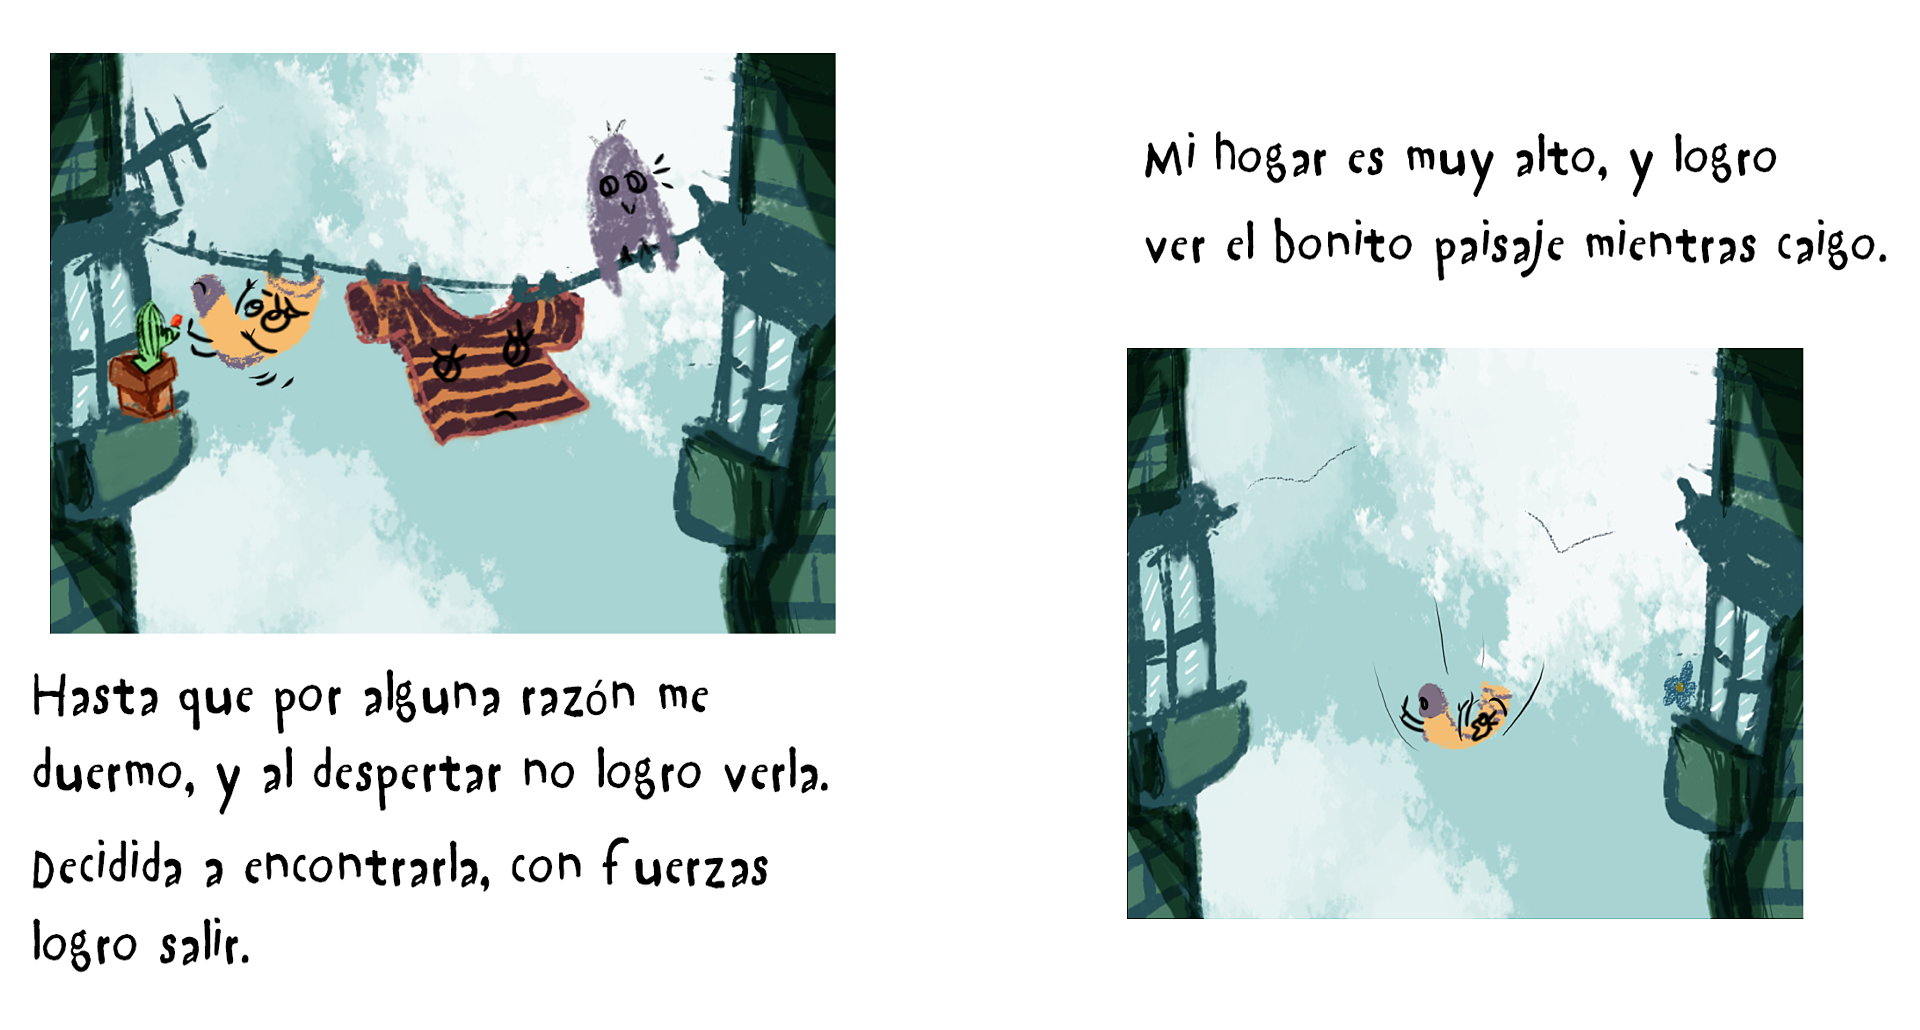 Hasta que por alguna razón me
duermo, y al despertar no logro verla.
Decidida a encontrarla, con fuerzas
logro salir.
Mi hogar es muy alto, y logro
ver el bonito paisaje mientras caigo.